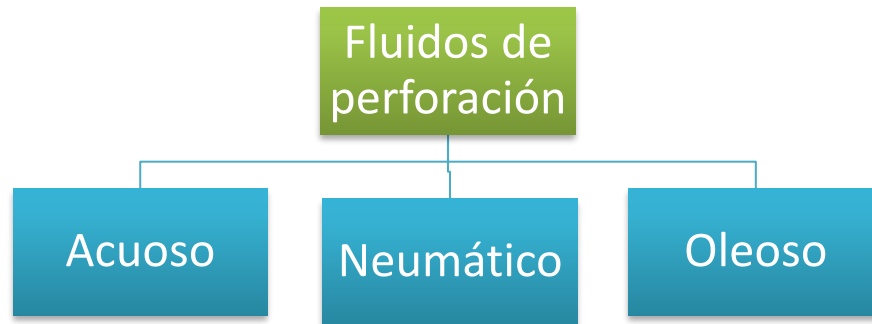 Fluidos de
perforación
Acuoso
Neumático
Oleoso